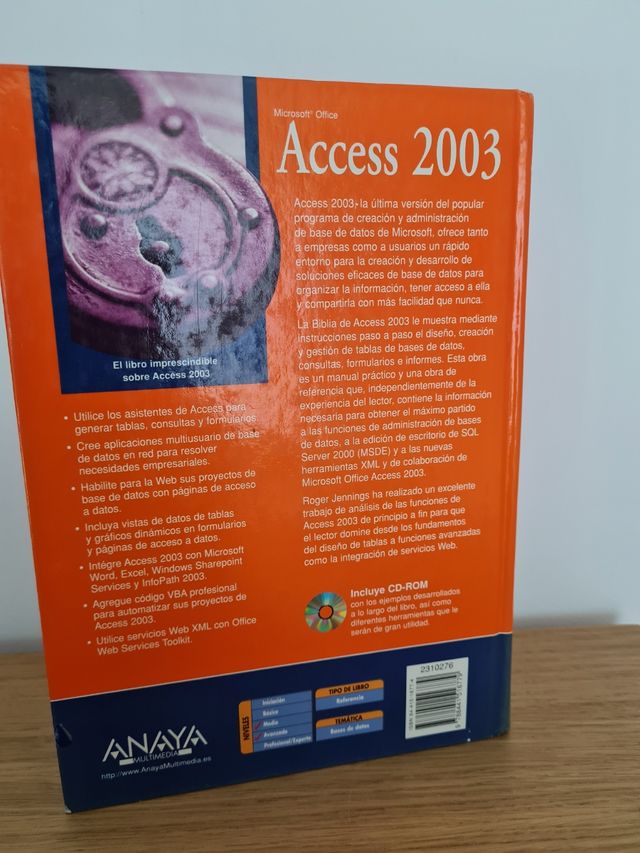 Microsoft® Office
Access 2003
Access 2003, la última versión del popular
programa de creación y administración
de base de datos de Microsoft, ofrece tanto
a empresas como a usuarios un rápido
entorno para la creación y desarrollo de
soluciones eficaces de base de datos para
organizar la información, tener acceso a ella
y compartirla con más facilidad que nunca.
La Biblia de Access 2003 le muestra mediante
instrucciones paso a paso el diseño, creación
y gestión de tablas de bases de datos,
consultas, formularios e informes. Esta obra
es un manual práctico y una obra de
referencia que, independientemente de la
experiencia del lector, contiene la información
necesaria para obtener el máximo partido
a las funciones de administración de bases
de datos, a la edición de escritorio de SQL
Server 2000 (MSDE) y a las nuevas
herramientas XML y de colaboración de
Microsoft Office Access 2003.
Roger Jennings ha realizado un excelente
trabajo de análisis de las funciones de
Access 2003 de principio a fin para que
el lector domine desde los fundamentos
del diseño de tablas a funciones avanzadas
como la integración de servicios Web.
Incluye CD-ROM
con los ejemplos desarrollados
a lo largo del libro, así como
diferentes herramientas que le
serán de gran utilidad.
El libro imprescindible
sobre Access 2003
• Utilice los asistentes de Access para
generar tablas, consultas y formularios.
• Cree aplicaciones multiusuario de base
de datos en red para resolver
necesidades empresariales.
• Habilite para la Web sus proyectos de
base de datos con páginas de acceso
a datos.
• Incluya vistas de datos de tablas
y gráficos dinámicos en formularios
y páginas de acceso a datos.
• Intégre Access 2003 con Microsoft
Word, Excel, Windows Sharepoint
Services y InfoPath 2003.
• Agregue código VBA profesional
para automatizar sus proyectos de
Access 2003.
• Utilice servicios Web XML con Office
Web Services Toolkit.
ANAYA
MULTIMEDIA
http://www.AnayaMultimedia.es
NIVELES
Iniciación
Básico
✓ Medio
✓ Avanzado
Profesional/Experto
TIPO DE LIBRO
Referencia
TEMÁTICA
Bases de datos
2310276